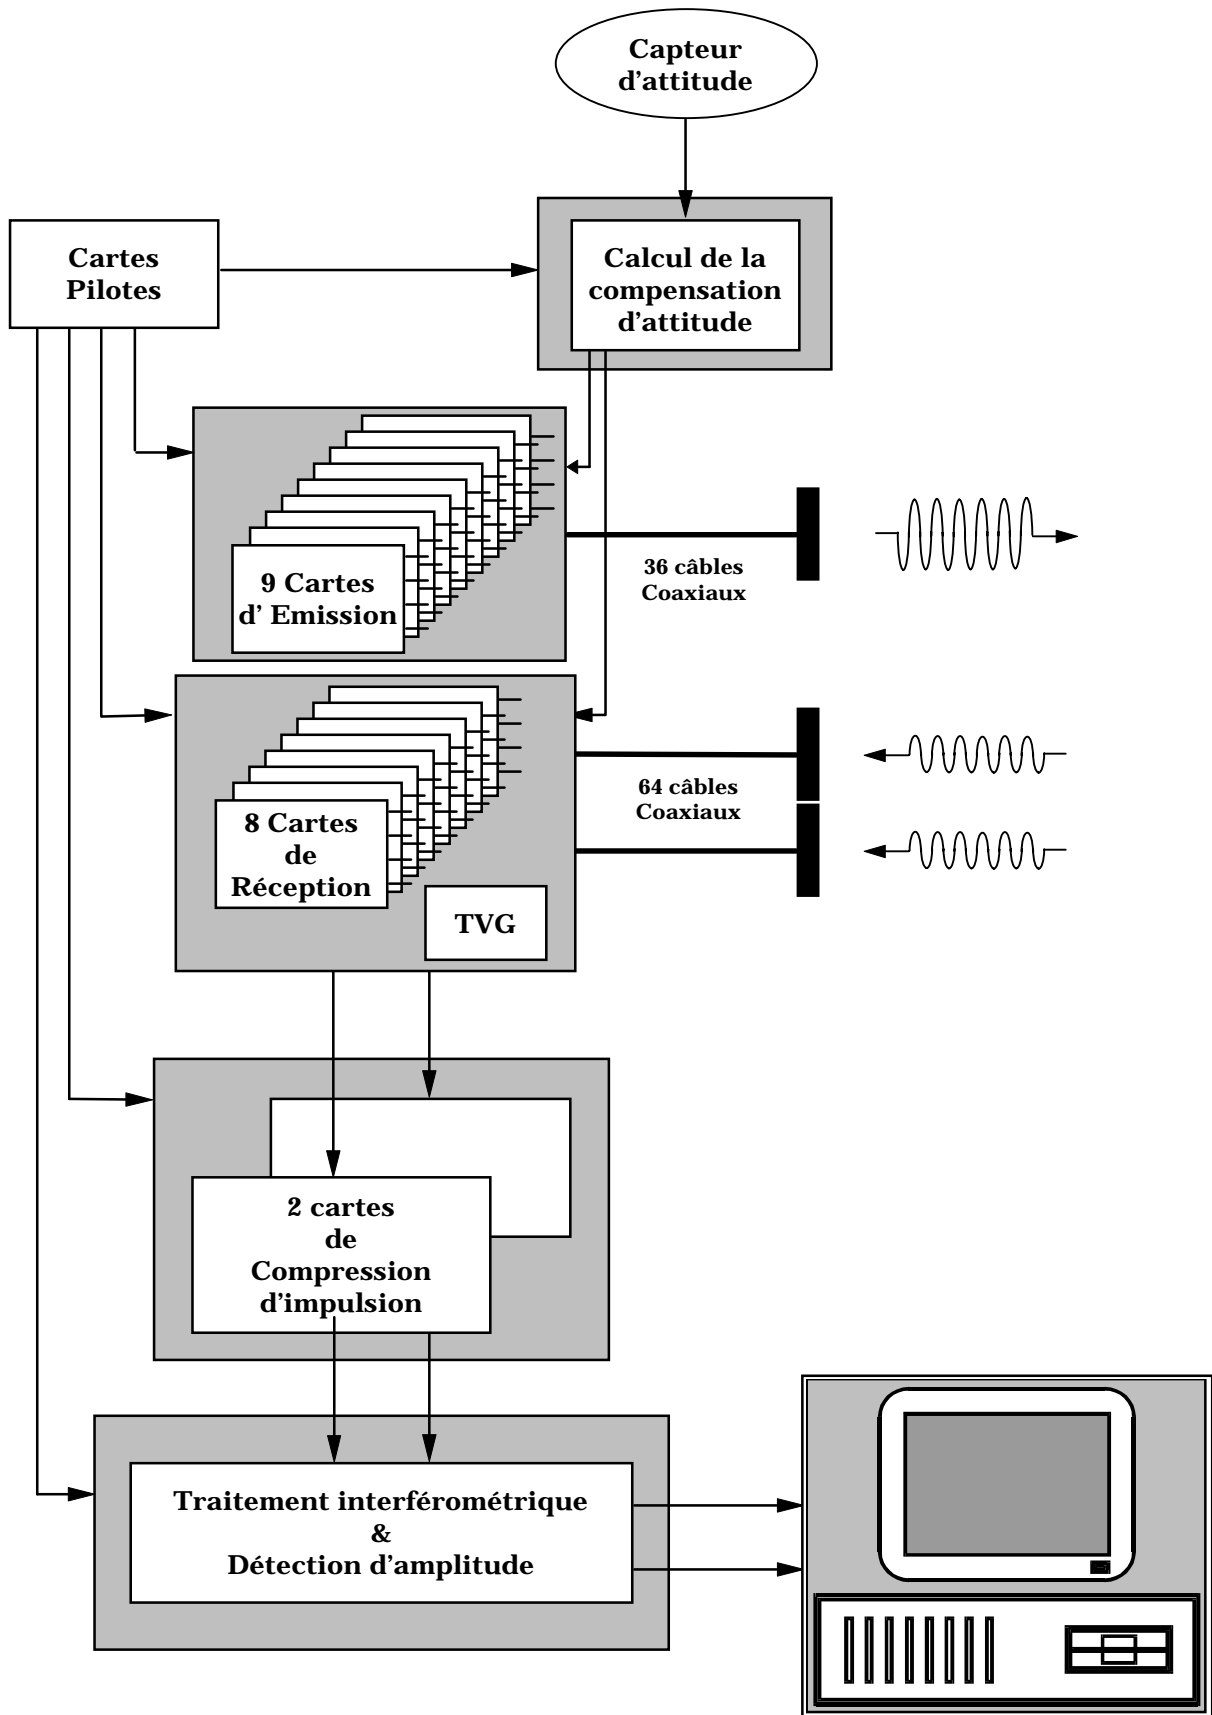 Capteur
d'attitude
Cartes
Pilotes
Calcul de la
compensation
d'attitude
9 Cartes
d' Emission
36 câbles
Coaxiaux
8 Cartes
de
Réception
64 câbles
Coaxiaux
TVG
2 cartes
de
Compression
d'impulsion
Traitement interférométrique
&
Détection d'amplitude